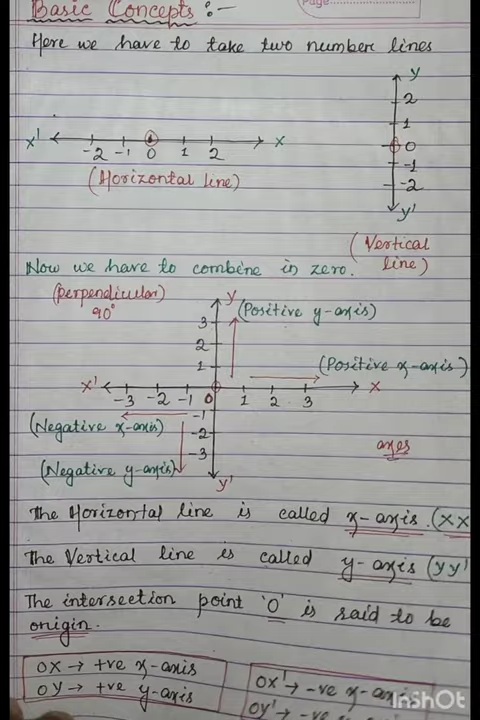 Page
Basic Concepts :-
Here we have to take two number lines
y
2
1
0
-1
-2
y'
x' -2 -1 0 1 2 x
(Horizontal line)
(Vertical line)
Now we have to combine in zero.
(perpendicular)
90°
y
(Positive y-axis)
3
2
1
(Positive x-axis)
x' -3 -2 -1 0 1 2 3 x
-1
-2
-3
y'
(Negative x-axis)
(Negative y-axis)
axes
The Horizontal line is called x-axis. (XX
The Vertical line is called y-axis (YY'
The intersection point 'O' is said to be
origin.
OX → +ve x-axis
OY → +ve y-axis
OX' → -ve x-axis
OY' → -ve
InShOt